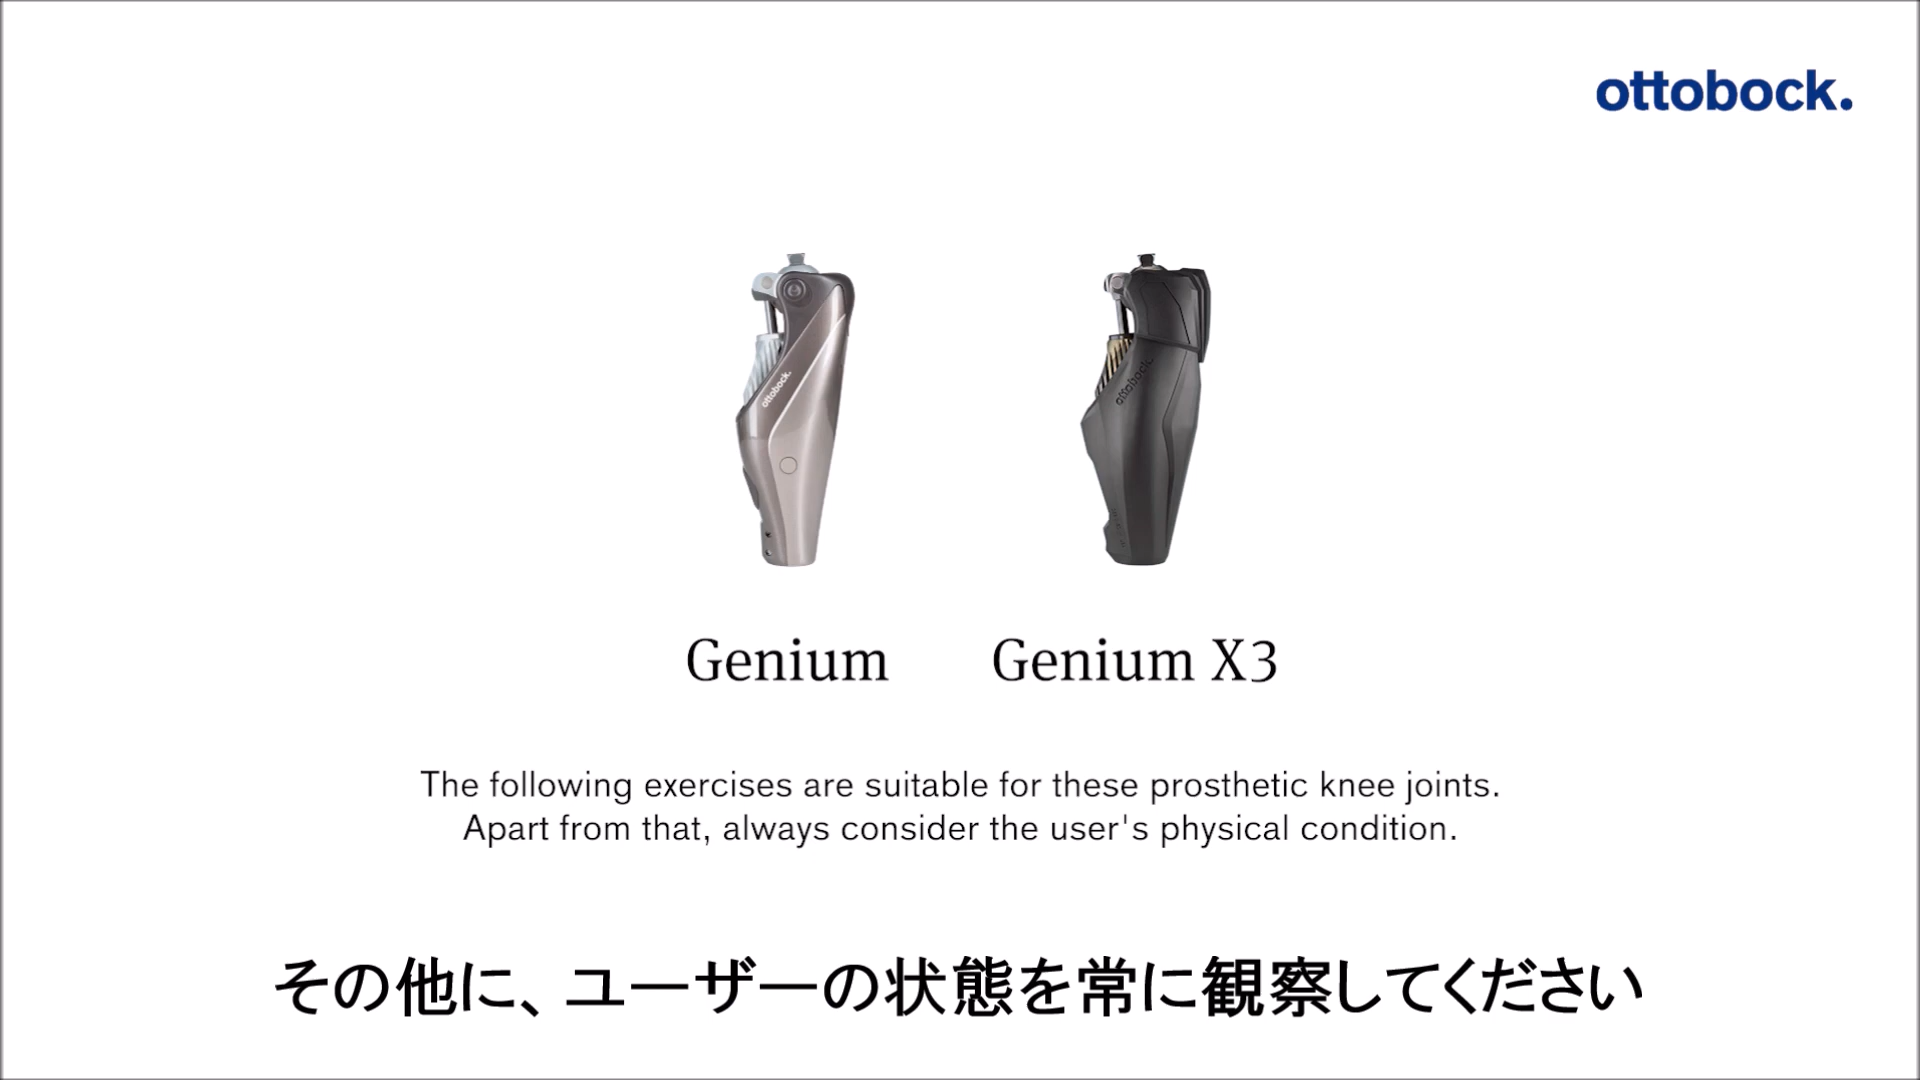 ottobock.
ottobock.
ottobock.
Genium
Genium X3
The following exercises are suitable for these prosthetic knee joints.
Apart from that, always consider the user's physical condition.
その他に、ユーザーの状態を常に観察してください